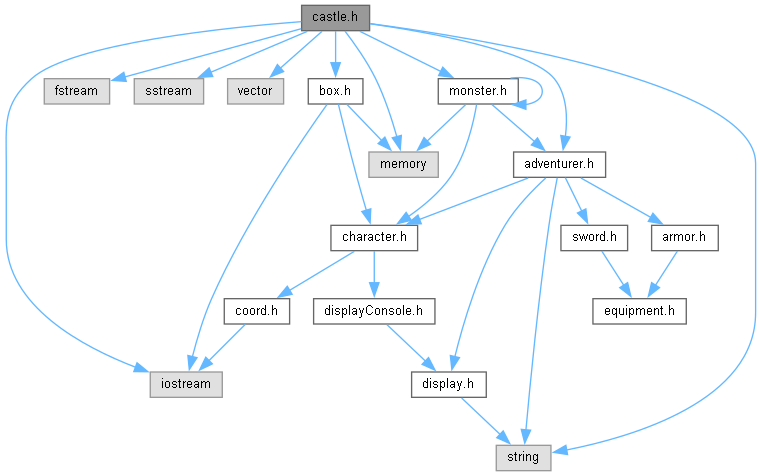 castle.h
fstream
sstream
vector
box.h
monster.h
memory
adventurer.h
character.h
sword.h
armor.h
coord.h
displayConsole.h
equipment.h
iostream
display.h
string